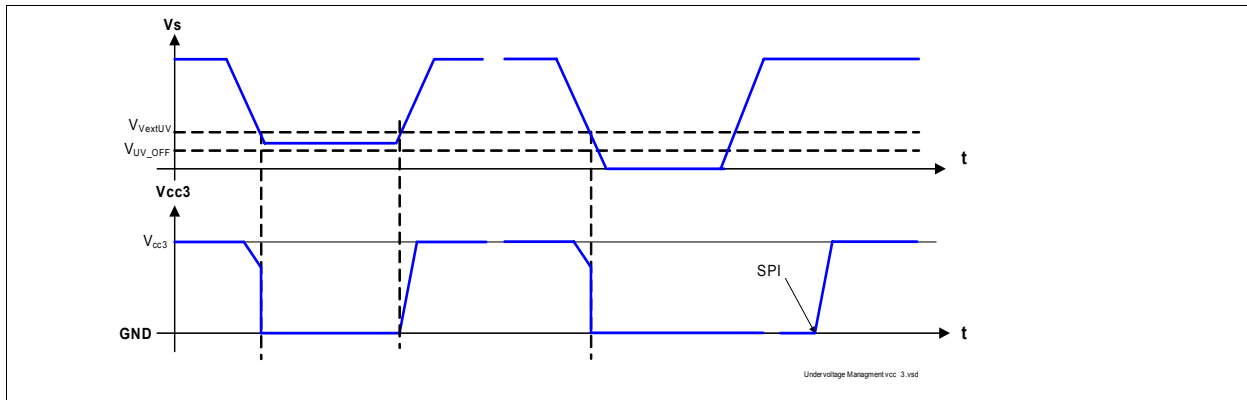 Vs
VVextUV
VUV_OFF
t
Vcc3
Vcc3
SPI
GND
t
Undervoltage Managment vcc 3.vsd